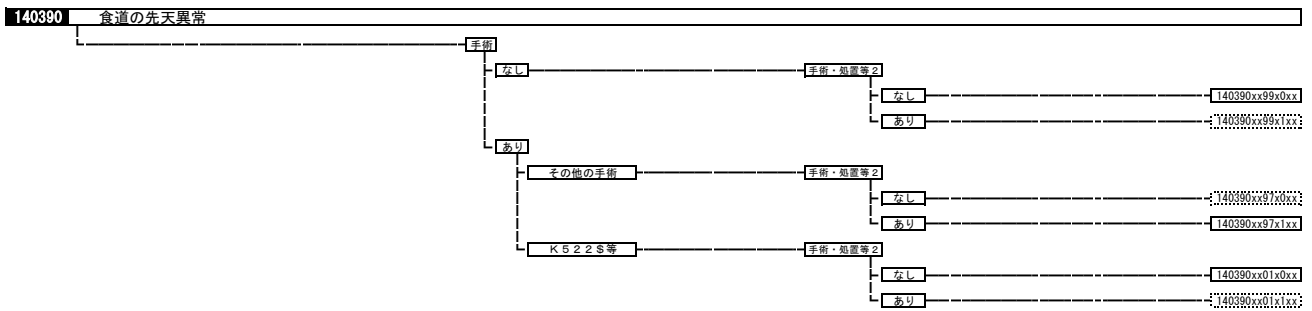 140390 食道の先天異常
手術
なし 手術・処置等2
なし 140390xx99x0xx
あり 140390xx99x1xx
あり
その他の手術 手術・処置等2
なし 140390xx97x0xx
あり 140390xx97x1xx
K522$等 手術・処置等2
なし 140390xx01x0xx
あり 140390xx01x1xx